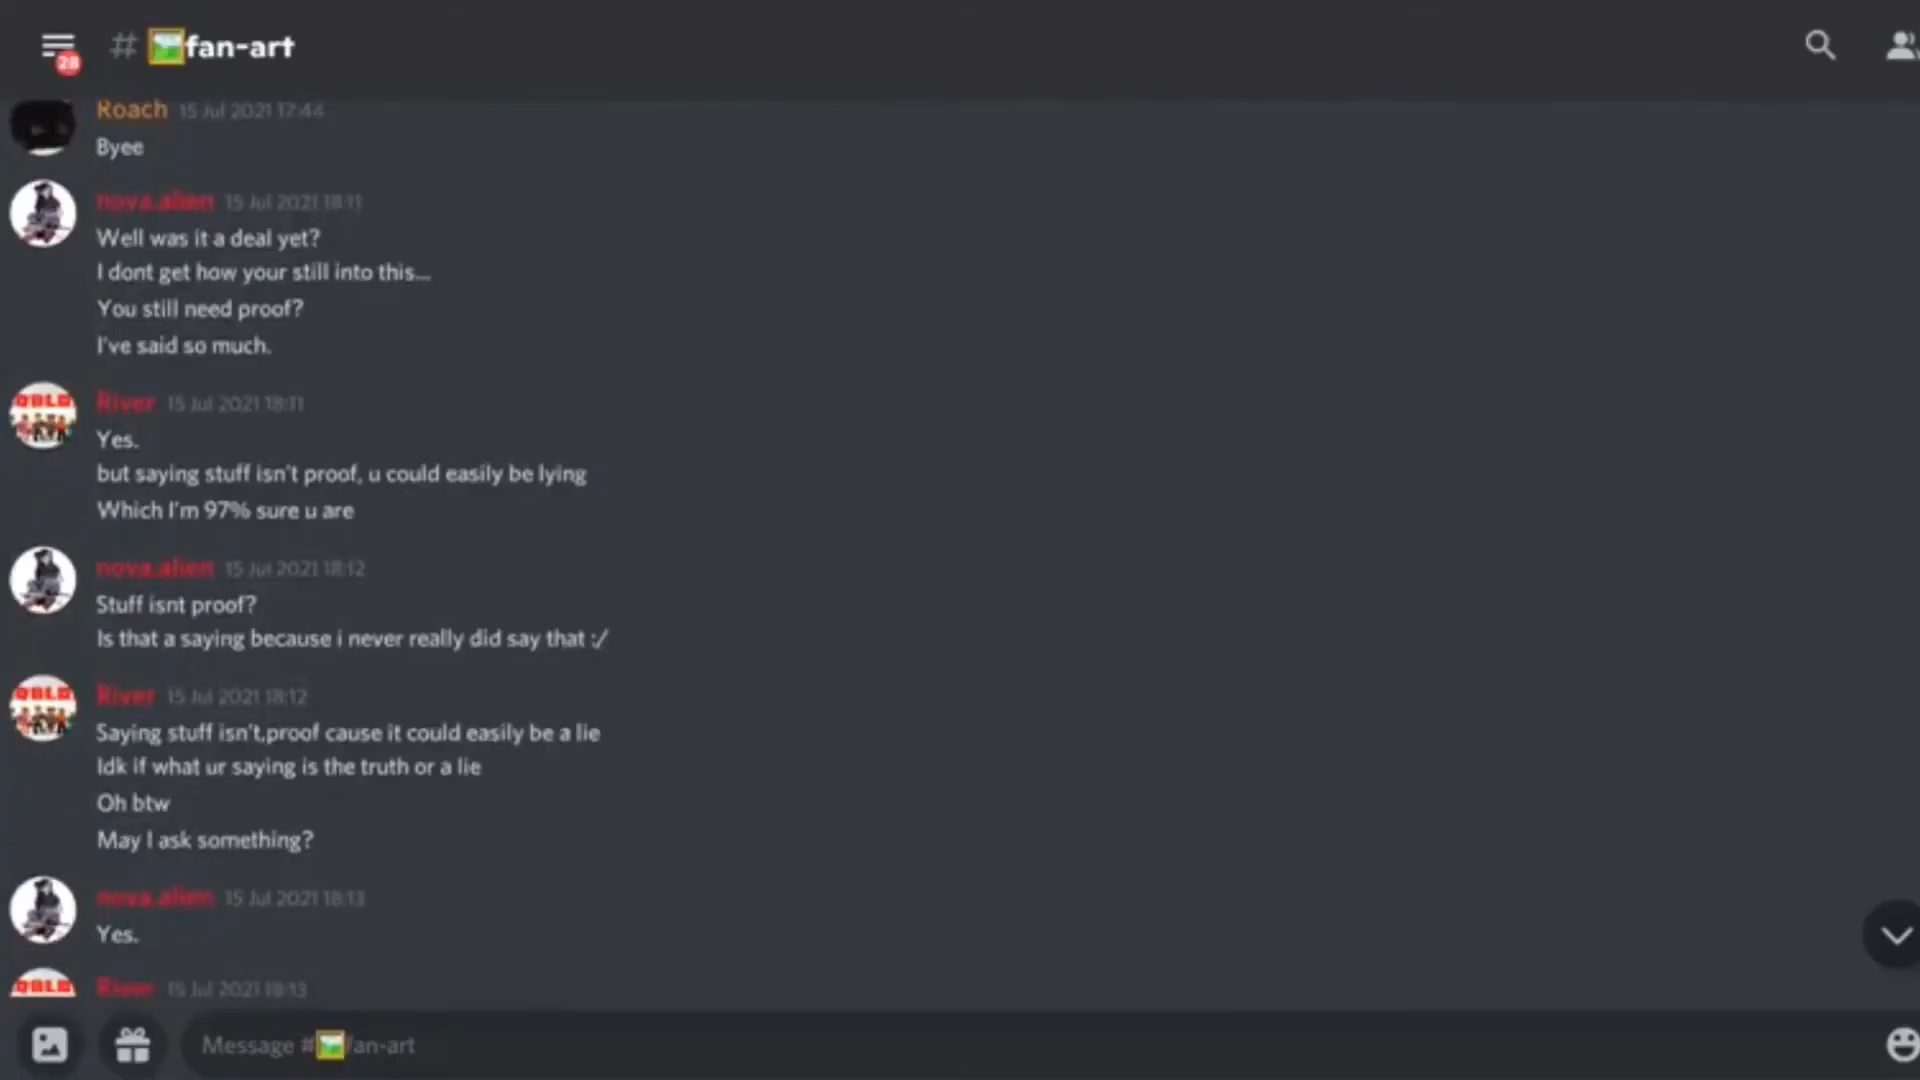 28
# fan-art
Roach 15 Jul 2021 17:44
Byee
nova.alien 15 Jul 2021 18:11
Well was it a deal yet?
I dont get how your still into this...
You still need proof?
I've said so much.
River 15 Jul 2021 18:11
Yes.
but saying stuff isn't proof, u could easily be lying
Which I'm 97% sure u are
nova.alien 15 Jul 2021 18:12
Stuff isnt proof?
Is that a saying because i never really did say that :/
River 15 Jul 2021 18:12
Saying stuff isn't,proof cause it could easily be a lie
Idk if what ur saying is the truth or a lie
Oh btw
May I ask something?
nova.alien 15 Jul 2021 18:13
Yes.
River 15 Jul 2021 18:13
Message #fan-art